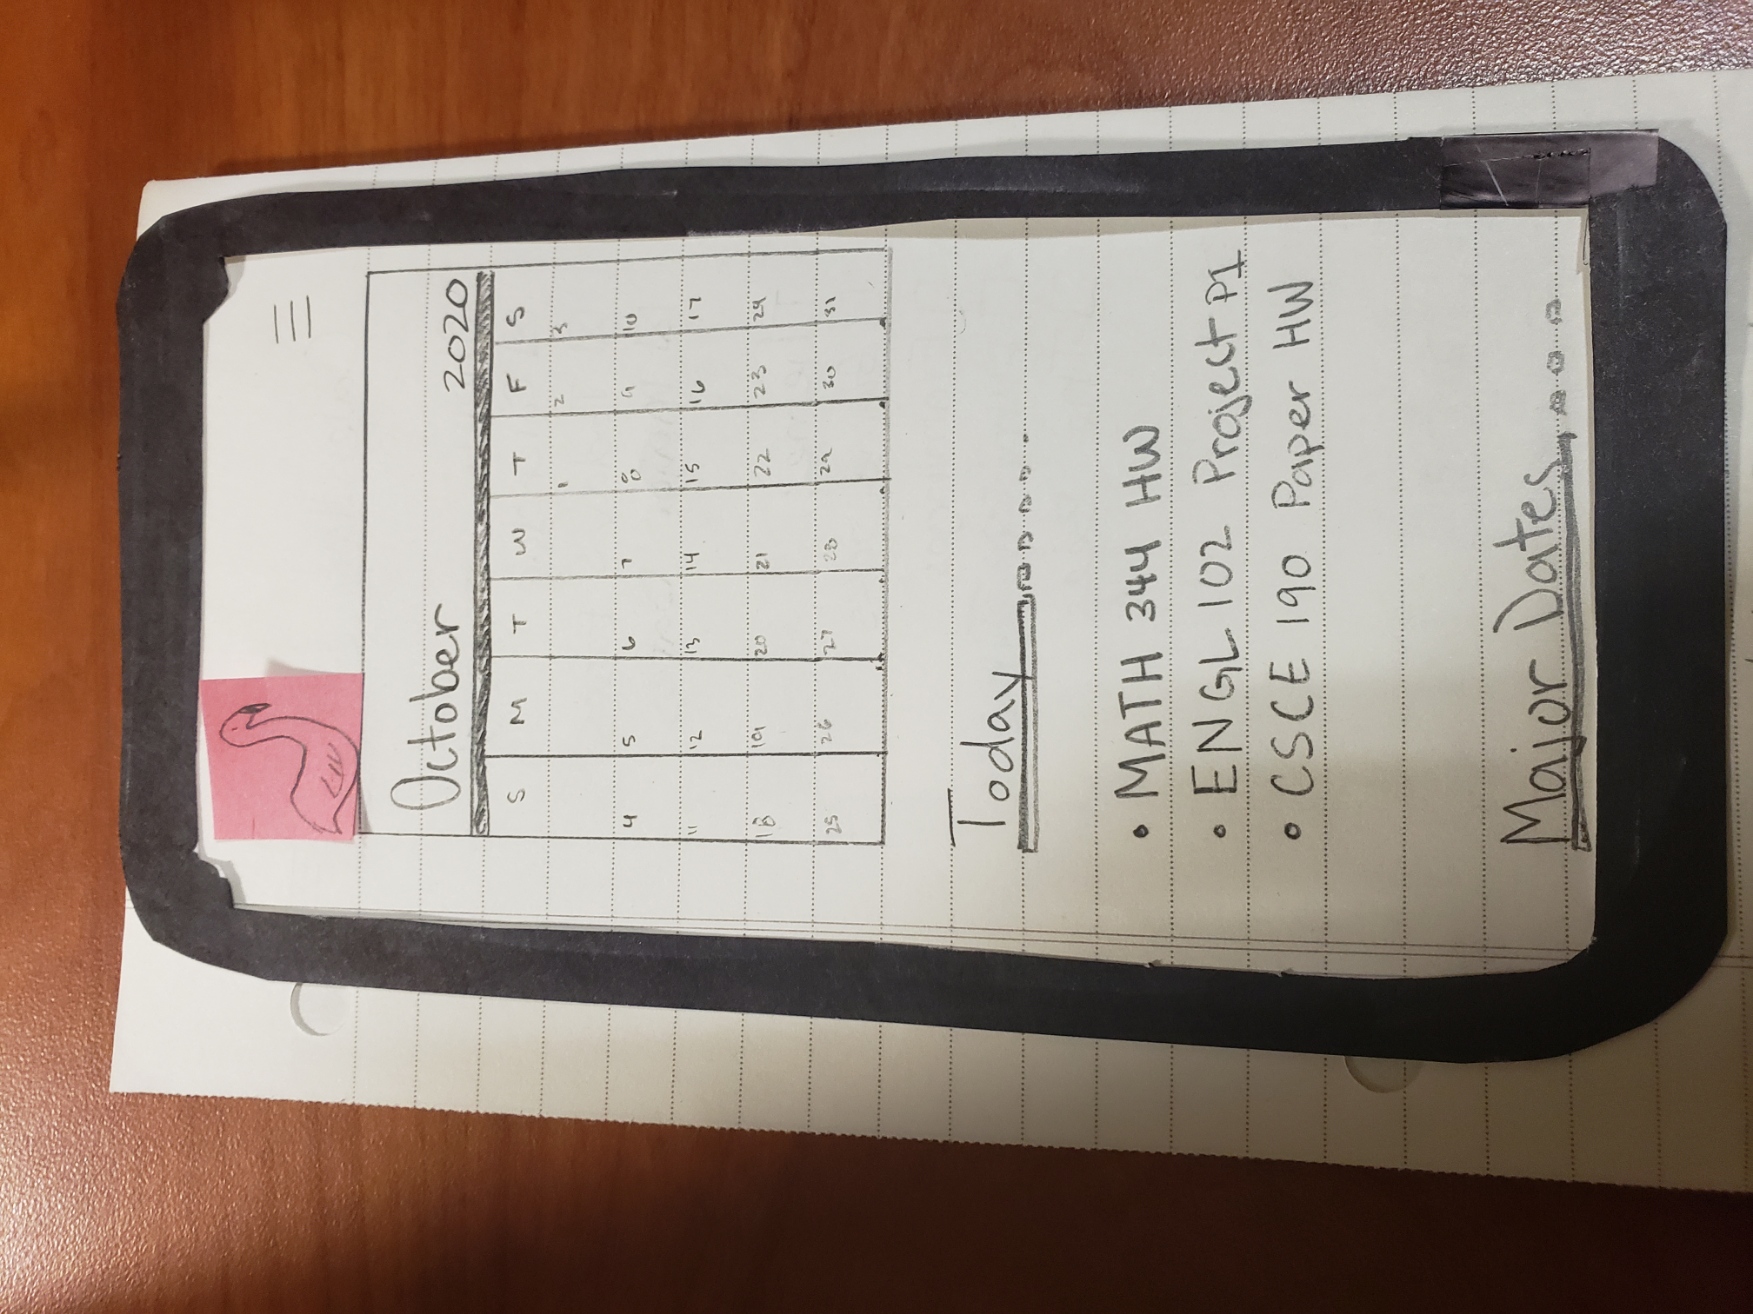 October 2020
S M T W T F S
1 2 3
4 5 6 7 8 9 10
11 12 13 14 15 16 17
18 19 20 21 22 23 24
25 26 27 28 29 30 31
Today
• MATH 344 HW
• ENGL 102 Project P1
• CSCE 190 Paper HW
Major Dates